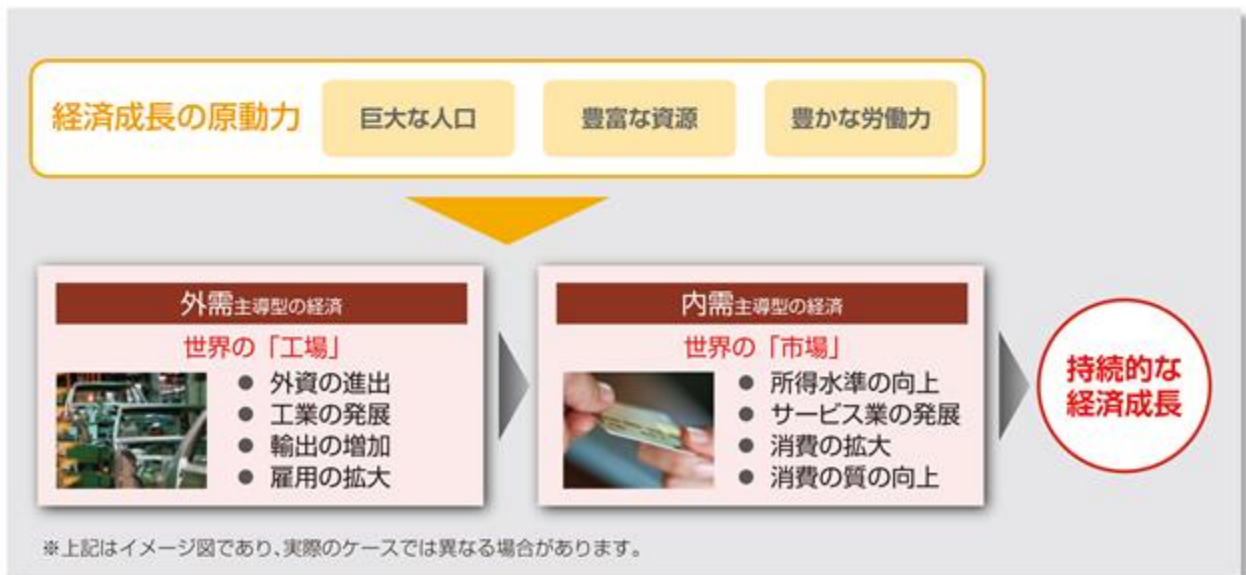 経済成長の原動力
巨大な人口
豊富な資源
豊かな労働力
外需主導型の経済
世界の「工場」
● 外資の進出
● 工業の発展
● 輸出の増加
● 雇用の拡大
内需主導型の経済
世界の「市場」
● 所得水準の向上
● サービス業の発展
● 消費の拡大
● 消費の質の向上
持続的な
経済成長
※上記はイメージ図であり、実際のケースでは異なる場合があります。